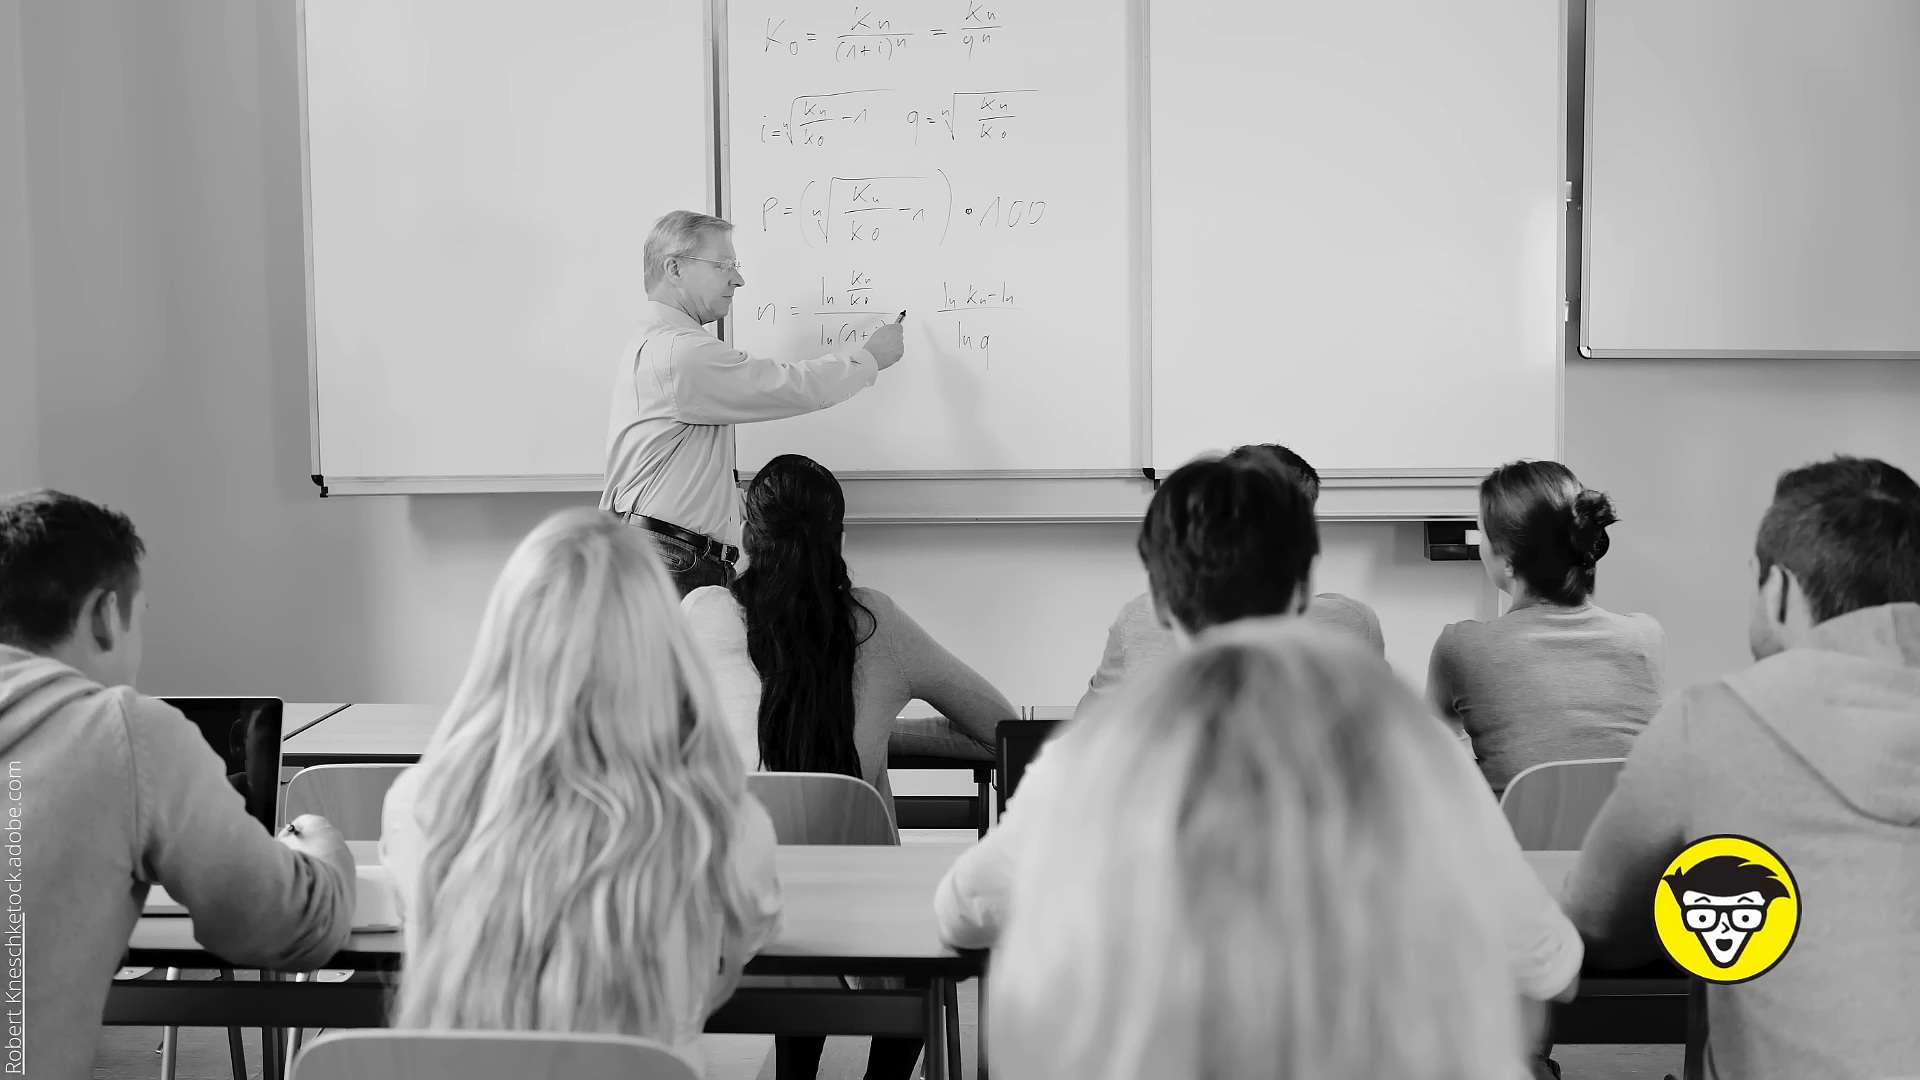 K₀ = Kn/(1+i)ⁿ = Kn/qⁿ
i = ⁿ√(Kn/K₀ -1) q = ⁿ√(Kn/K₀)
P = (ⁿ√(Kn/K₀ -1)) • 100
n = ln Kn/K₀ / ln(1+ ln Kn - ln / ln q
Robert Kneschketock.adobe.com